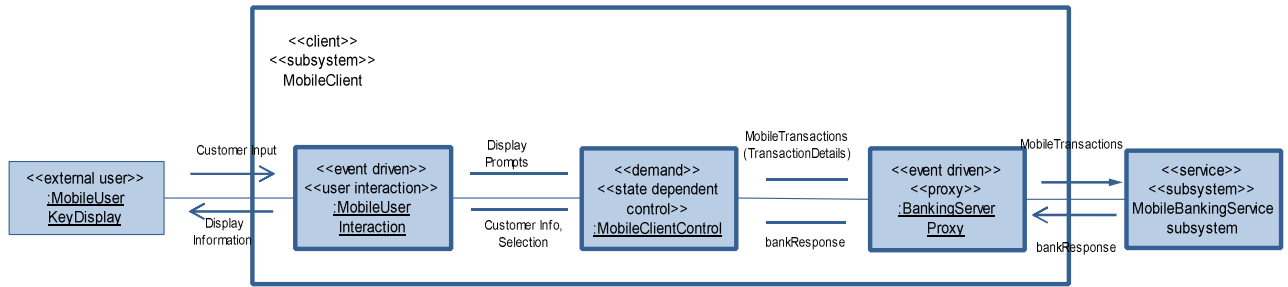 <<client>>
<<subsystem>>
MobileClient
<<external user>>
:MobileUser
KeyDisplay
Customer Input
Display
Information
<<event driven>>
<<user interaction>>
:MobileUser
Interaction
Display
Prompts
Customer Info,
Selection
<<demand>>
<<state dependent
control>>
:MobileClientControl
MobileTransactions
(TransactionDetails)
bankResponse
<<event driven>>
<<proxy>>
:BankingServer
Proxy
MobileTransactions
bankResponse
<<service>>
<<subsystem>>
MobileBankingService
subsystem